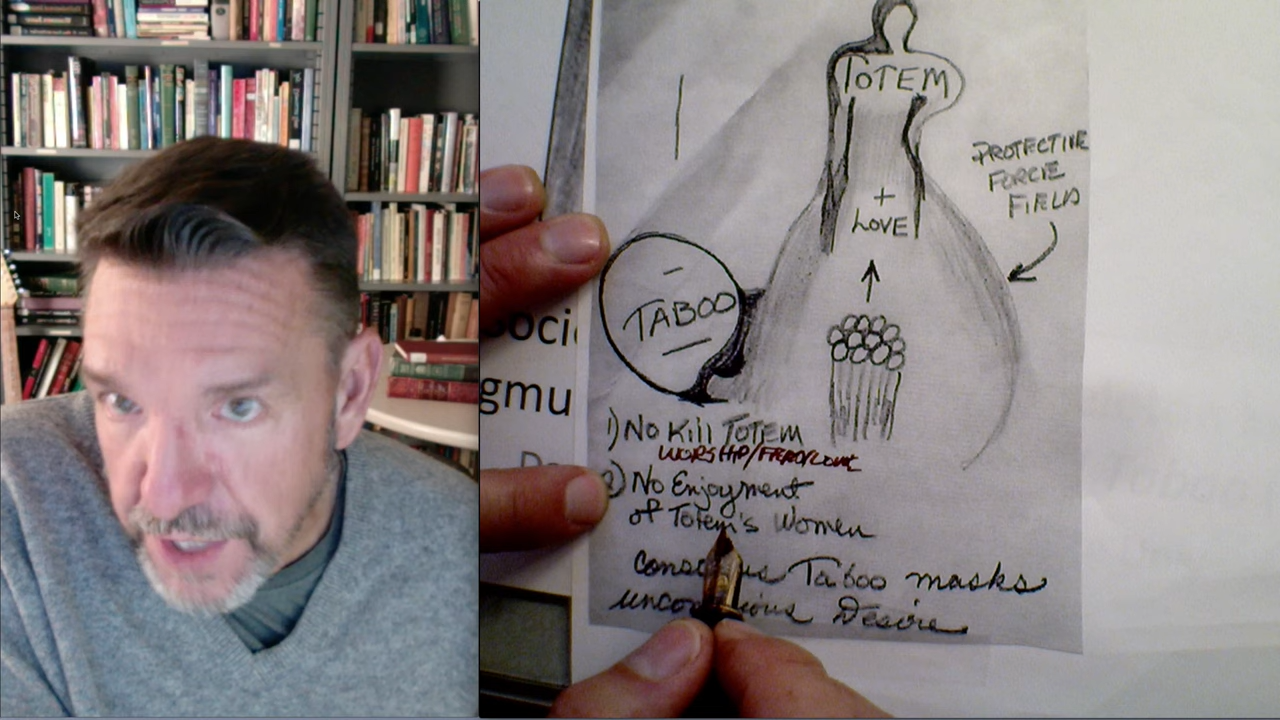 TOTEM
PROTECTIVE
FORCE
FIELD
+
LOVE
TABOO
Soci
gmu
1) No Kill TOTEM
WORSHIP/FEAR/LOVE
2) No Enjoyment
of Totem's Women
Taboo masks
Desire